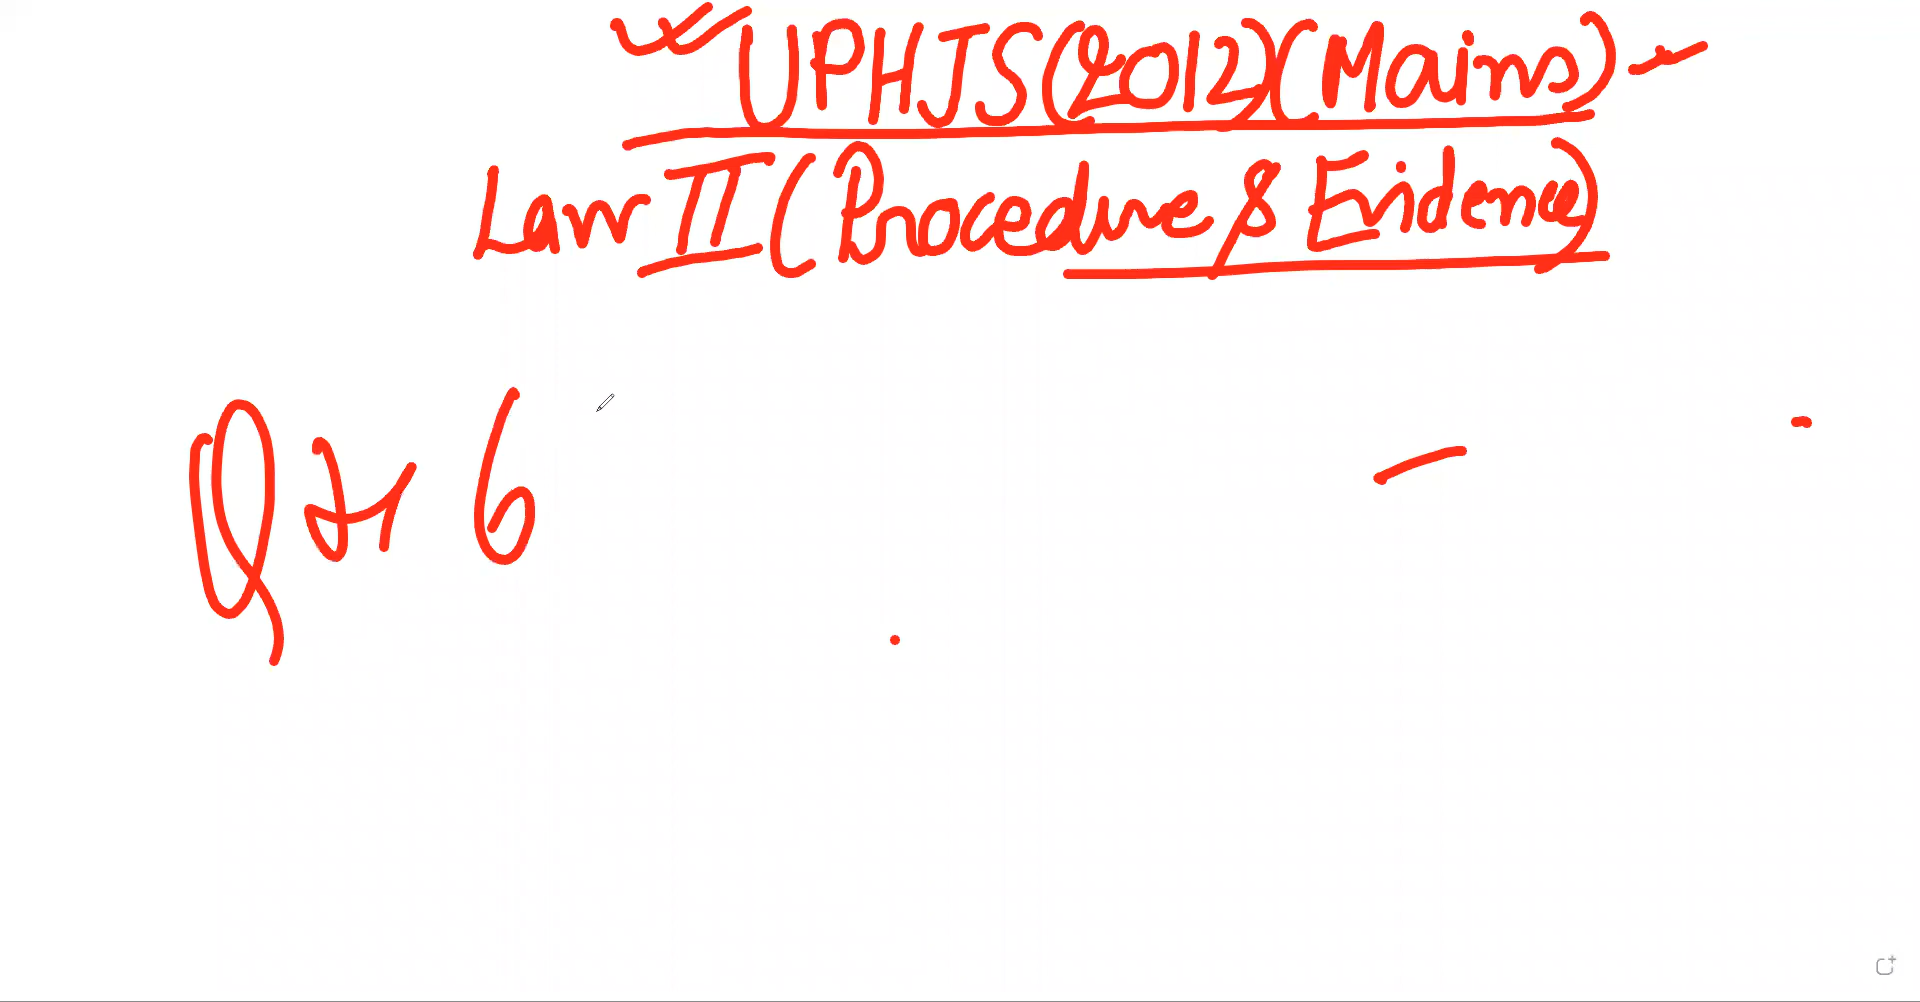 UPHJS(2012)(Mains)-
Law II (Procedure & Evidence)
Q 6